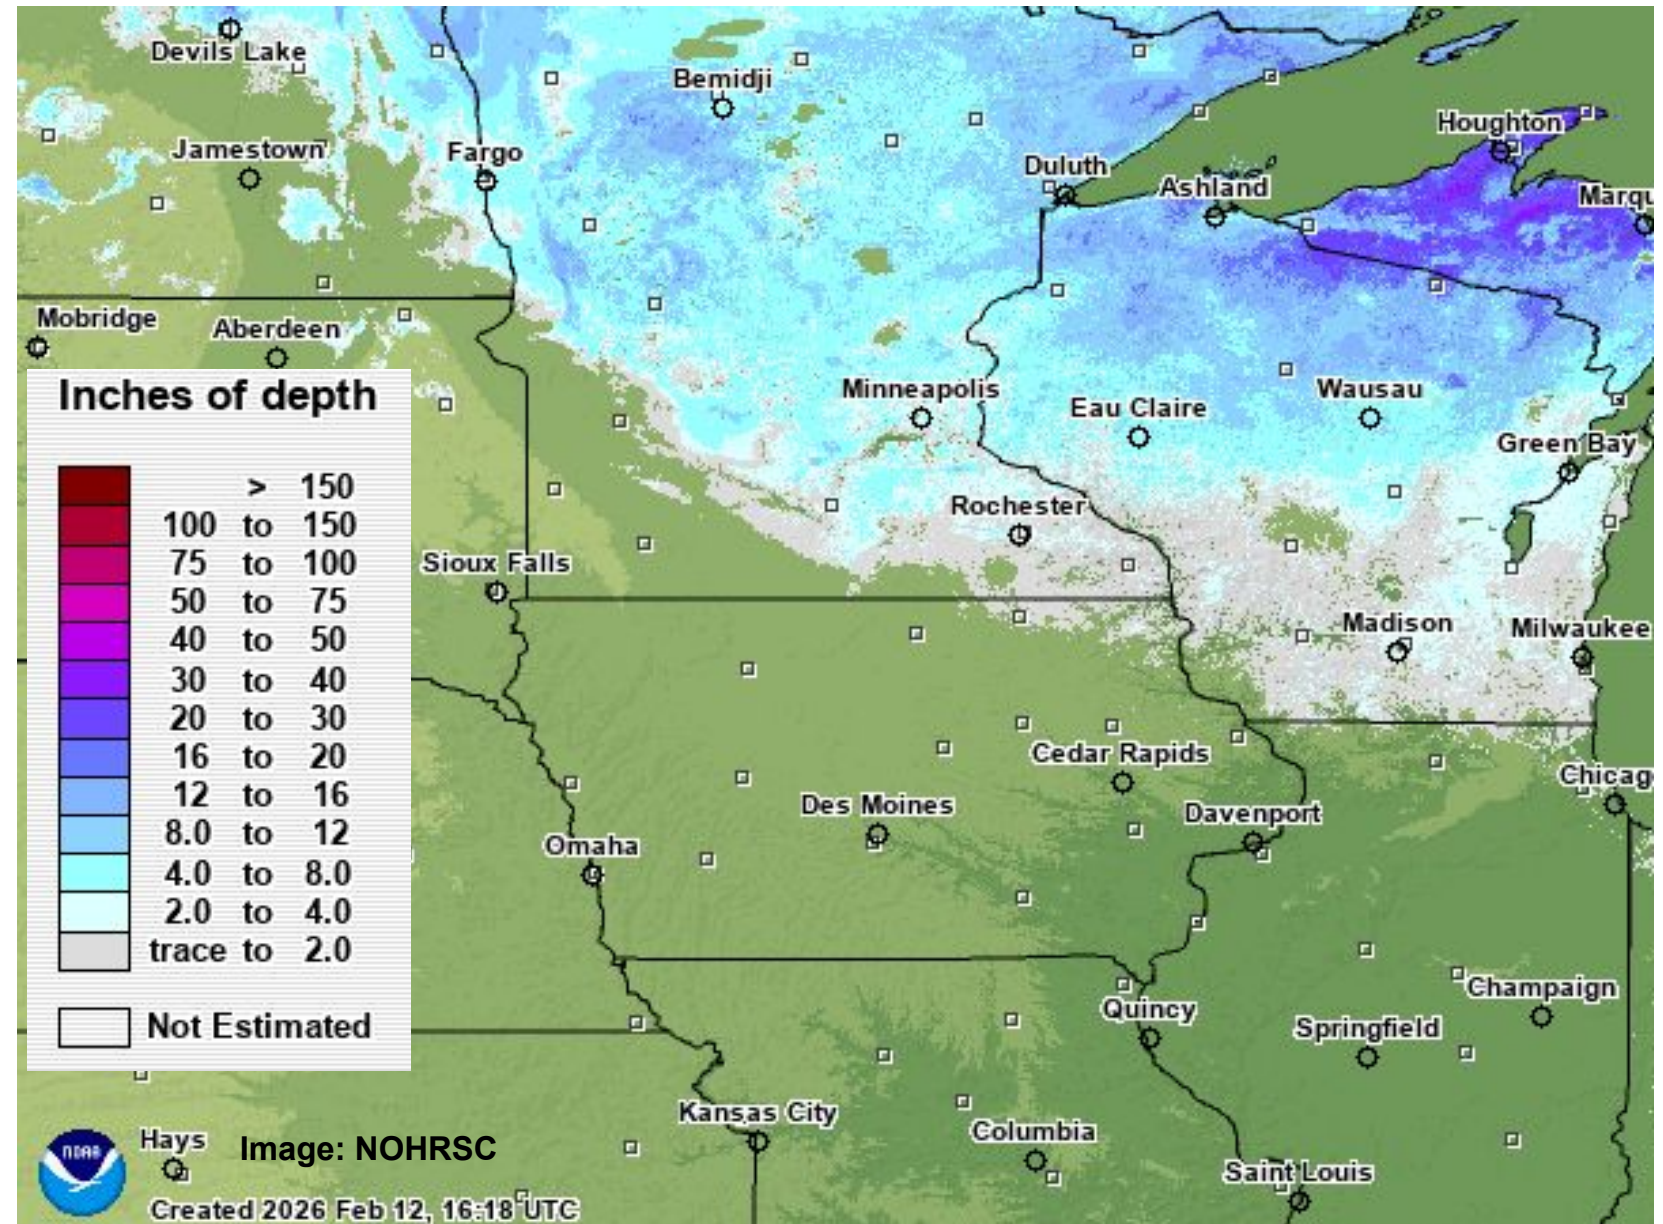 Devils Lake
Bemidji
Houghton
Jamestown
Fargo
Duluth
Ashland
Marqu
Mobridge
Aberdeen
Minneapolis
Eau Claire
Wausau
Green Bay
Rochester
Sioux Falls
Madison
Milwaukee
Cedar Rapids
Chicag
Des Moines
Davenport
Omaha
Quincy
Champaign
Springfield
Kansas City
Columbia
Saint Louis
Hays
Inches of depth
> 150
100 to 150
75 to 100
50 to 75
40 to 50
30 to 40
20 to 30
16 to 20
12 to 16
8.0 to 12
4.0 to 8.0
2.0 to 4.0
trace to 2.0
Not Estimated
NOAA
Image: NOHRSC
Created 2026 Feb 12, 16:18 UTC